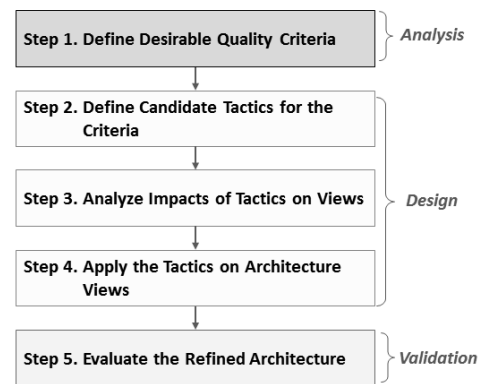 Step 1. Define Desirable Quality Criteria
Analysis
Step 2. Define Candidate Tactics for the
Criteria
Step 3. Analyze Impacts of Tactics on Views
Design
Step 4. Apply the Tactics on Architecture
Views
Step 5. Evaluate the Refined Architecture
Validation